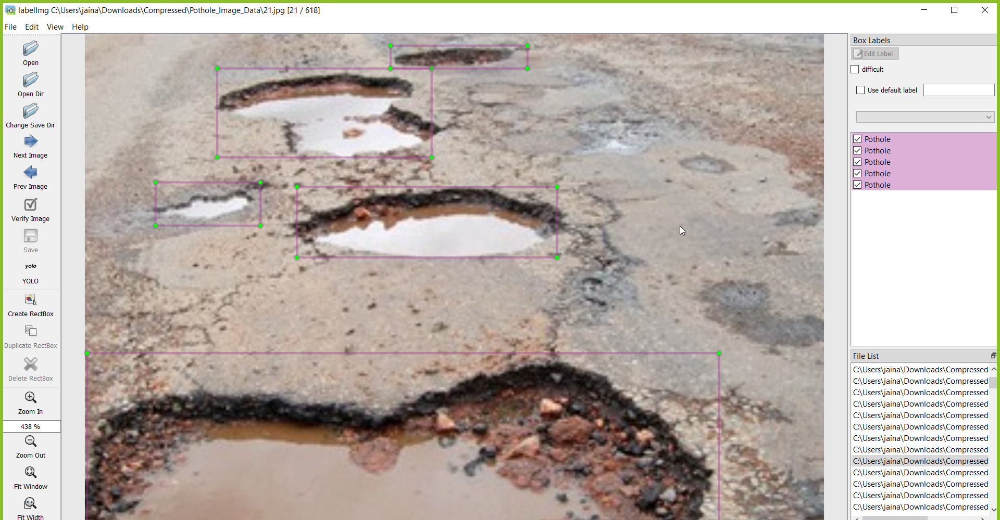 labelImg C:\Users\jaina\Downloads\Compressed\Pothole_Image_Data\21.jpg [21 / 618]
File Edit View Help
Open
Open Dir
Change Save Dir
Next Image
Prev Image
Verify Image
Save
yolo
YOLO
Create RectBox
Duplicate RectBox
Delete RectBox
Zoom In
438 %
Zoom Out
Fit Window
Fit Width
Box Labels
Edit Label
difficult
Use default label
Pothole
Pothole
Pothole
Pothole
Pothole
File List
C:\Users\jaina\Downloads\Compressed
C:\Users\jaina\Downloads\Compressed
C:\Users\jaina\Downloads\Compressed
C:\Users\jaina\Downloads\Compressed
C:\Users\jaina\Downloads\Compressed
C:\Users\jaina\Downloads\Compressed
C:\Users\jaina\Downloads\Compressed
C:\Users\jaina\Downloads\Compressed
C:\Users\jaina\Downloads\Compressed
C:\Users\jaina\Downloads\Compressed
C:\Users\jaina\Downloads\Compressed
C:\Users\jaina\Downloads\Compressed
C:\Users\jaina\Downloads\Compressed